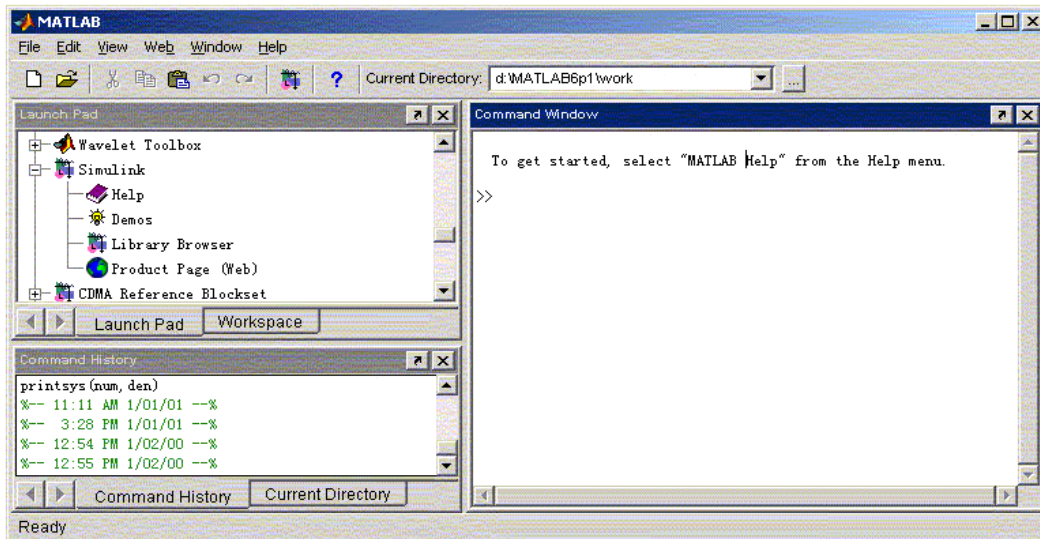 MATLAB
File Edit View Web Window Help
Current Directory: d:\MATLAB6p1\work
...
Launch Pad
Wavelet Toolbox
Simulink
Help
Demos
Library Browser
Product Page (Web)
CDMA Reference Blockset
Launch Pad Workspace
Command History
printsys(num,den)
%-- 11:11 AM 1/01/01 --%
%-- 3:28 PM 1/01/01 --%
%-- 12:54 PM 1/02/00 --%
%-- 12:55 PM 1/02/00 --%
Command History Current Directory
Command Window
To get started, select "MATLAB Help" from the Help menu.
>>
Ready